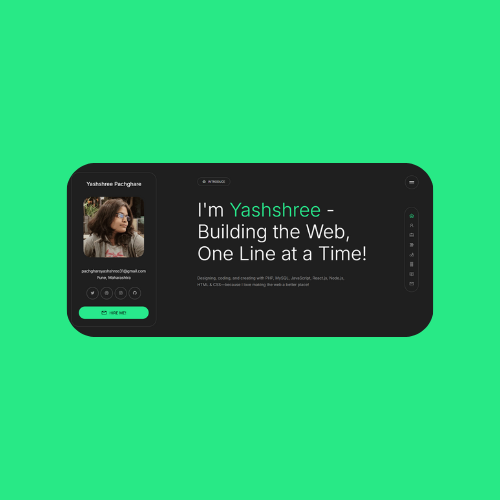 Yashshree Pachghare
INTRODUCE
I'm Yashshree -
Building the Web,
One Line at a Time!
Designing, coding, and creating with PHP, MySQL, JavaScript, React.js, Node.js,
HTML & CSS—because I love making the web a better place!
pachghareyashshree31@gmail.com
Pune, Maharashtra
HIRE ME!